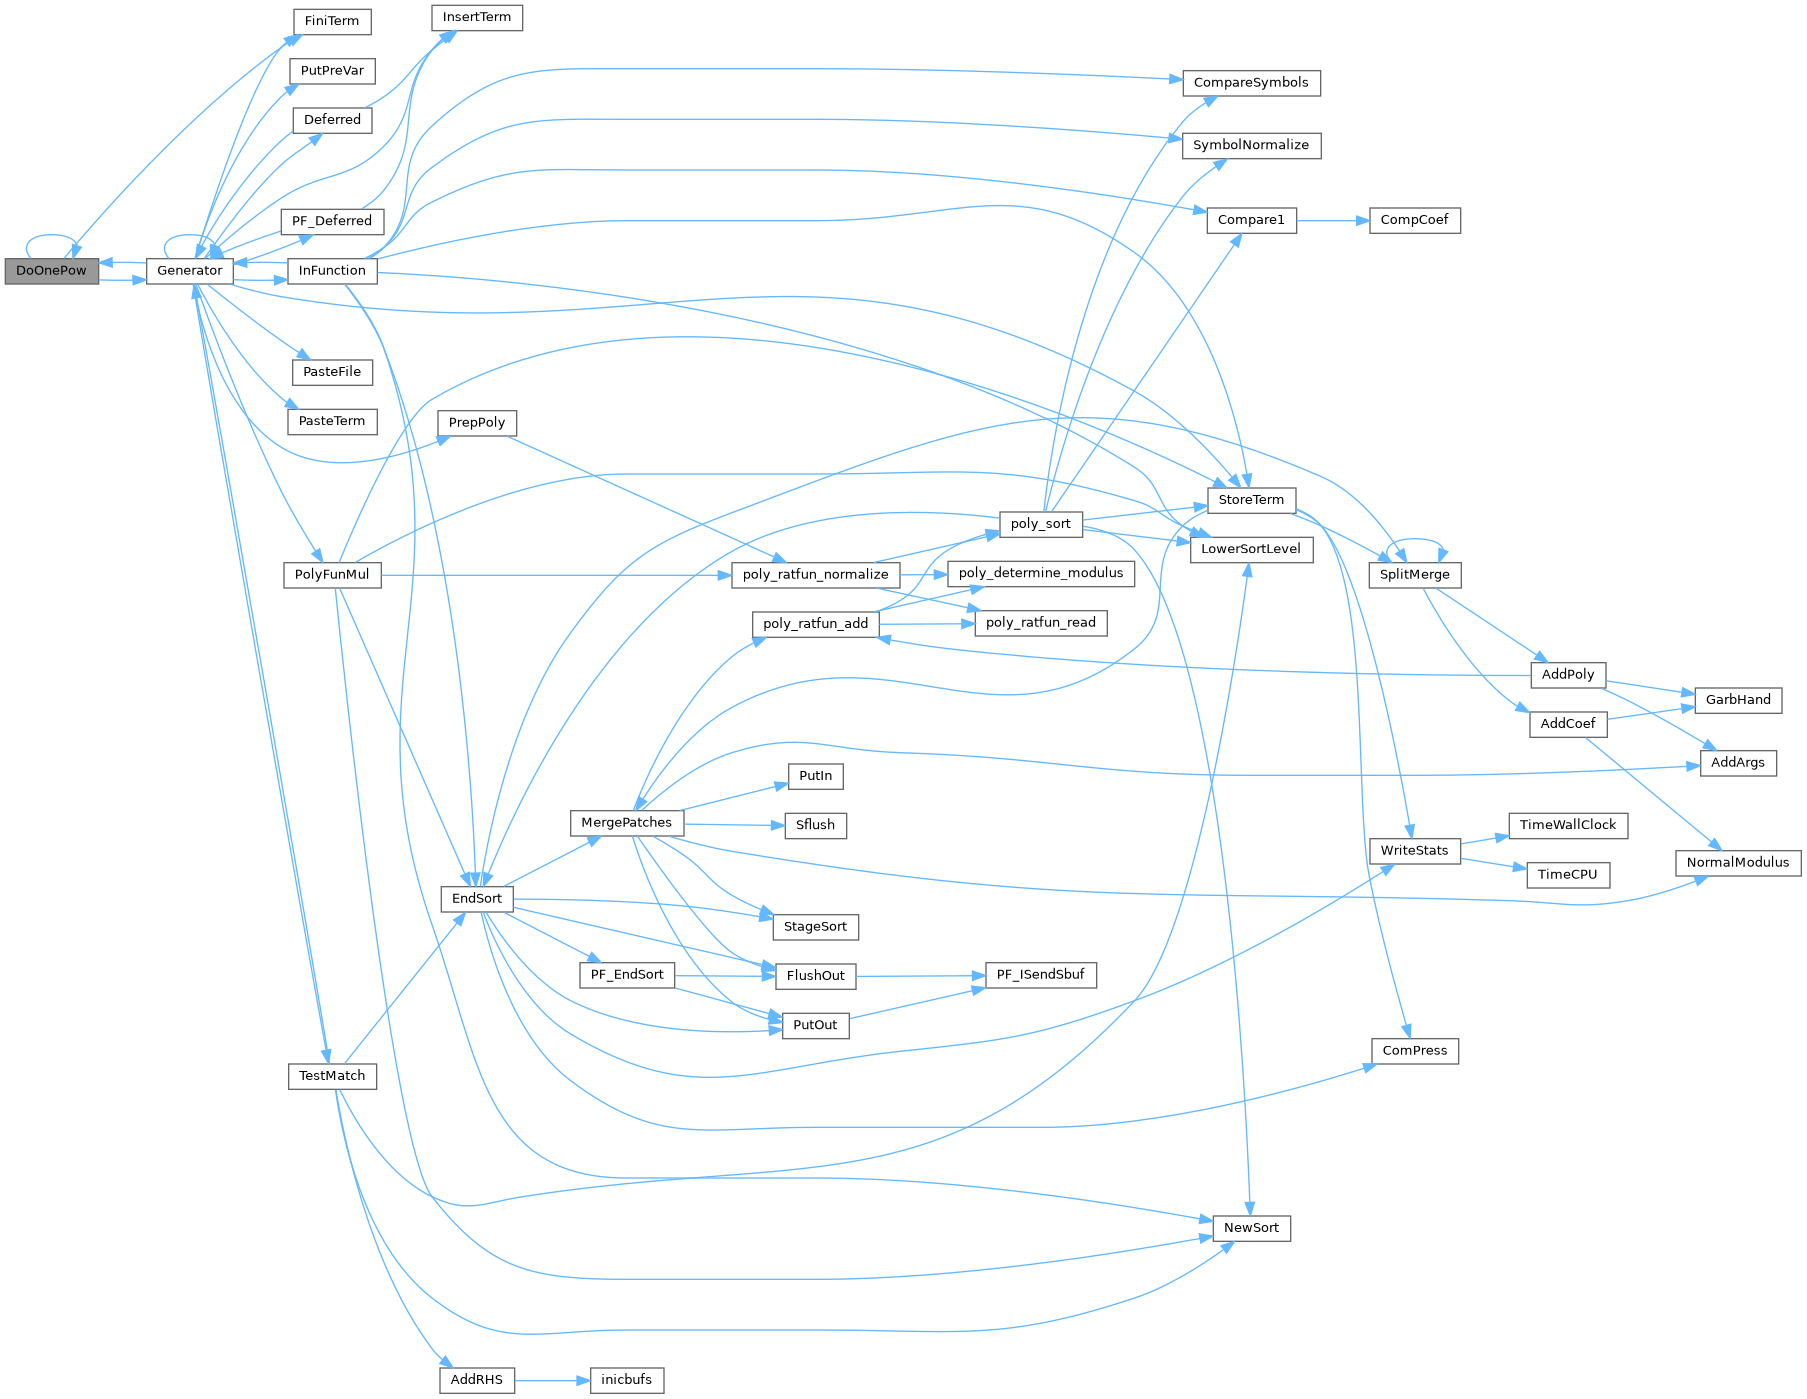 InsertTerm
FiniTerm
PutPreVar
CompareSymbols
Deferred
SymbolNormalize
PF_Deferred
Compare1
CompCoef
DoOnePow
Generator
InFunction
PasteFile
PasteTerm
PrepPoly
StoreTerm
poly_sort
LowerSortLevel
PolyFunMul
poly_ratfun_normalize
poly_determine_modulus
SplitMerge
poly_ratfun_add
poly_ratfun_read
AddPoly
GarbHand
AddCoef
AddArgs
PutIn
MergePatches
Sflush
TimeWallClock
WriteStats
NormalModulus
TimeCPU
EndSort
StageSort
PF_EndSort
FlushOut
PF_ISendSbuf
PutOut
ComPress
TestMatch
NewSort
AddRHS
inicbufs